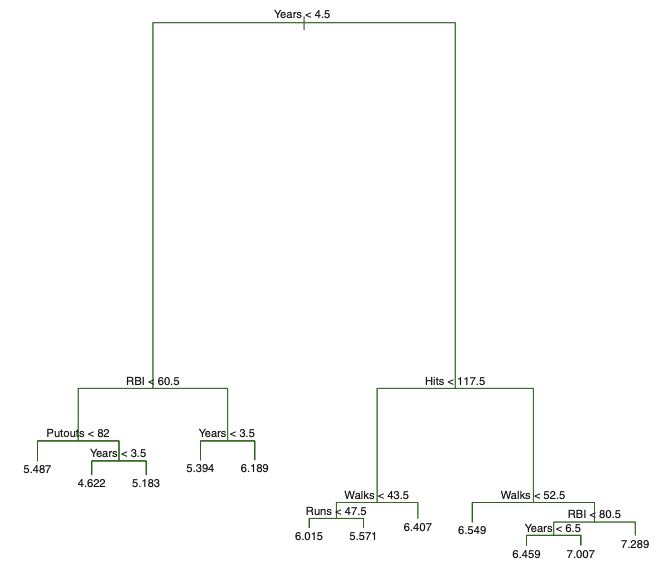 Years < 4.5
RBI < 60.5
Hits < 117.5
Putouts < 82
Years < 3.5
Years < 3.5
5.487
4.622
5.183
5.394
6.189
Walks < 43.5
Walks < 52.5
Runs < 47.5
RBI < 80.5
6.015
5.571
6.407
6.549
Years < 6.5
6.459
7.007
7.289